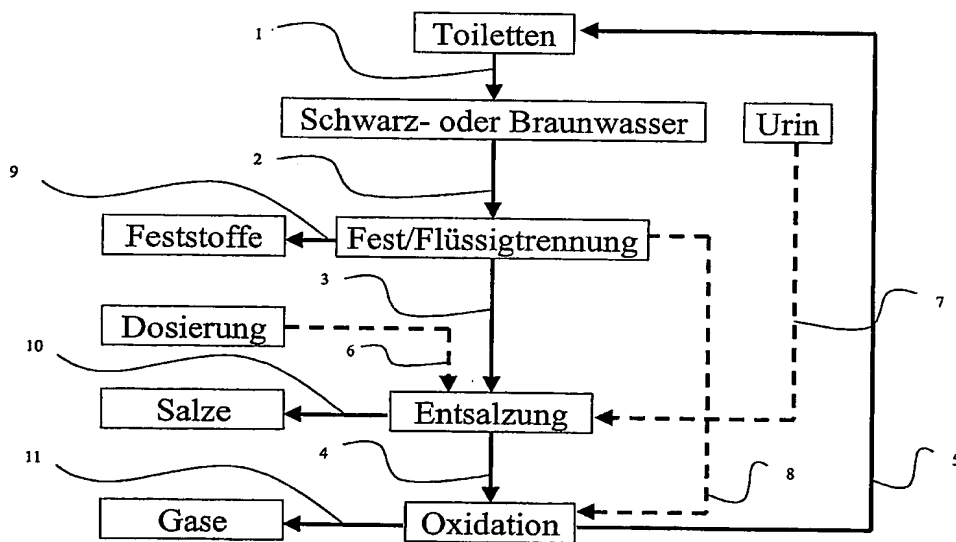 1
Toiletten
Schwarz- oder Braunwasser
Urin
9
2
Feststoffe
Fest/Flüssigtrennung
3
7
Dosierung
10
6
Salze
Entsalzung
11
4
8
5
Gase
Oxidation